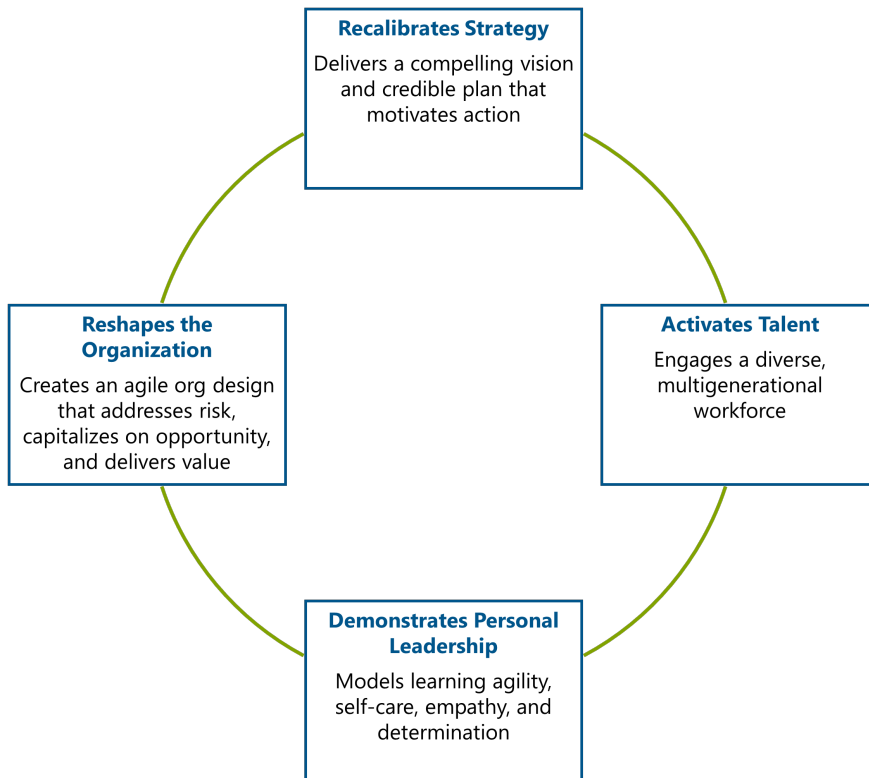 Recalibrates Strategy
Delivers a compelling vision
and credible plan that
motivates action
Reshapes the
Organization
Creates an agile org design
that addresses risk,
capitalizes on opportunity,
and delivers value
Activates Talent
Engages a diverse,
multigenerational
workforce
Demonstrates Personal
Leadership
Models learning agility,
self-care, empathy, and
determination